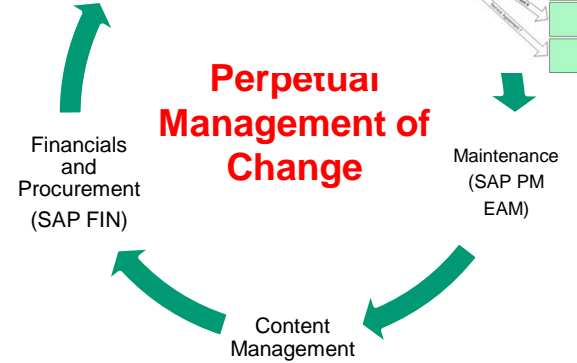 Perpetual
Management of
Change
Financials
and
Procurement
(SAP FIN)
Maintenance
(SAP PM
EAM)
Content
Management